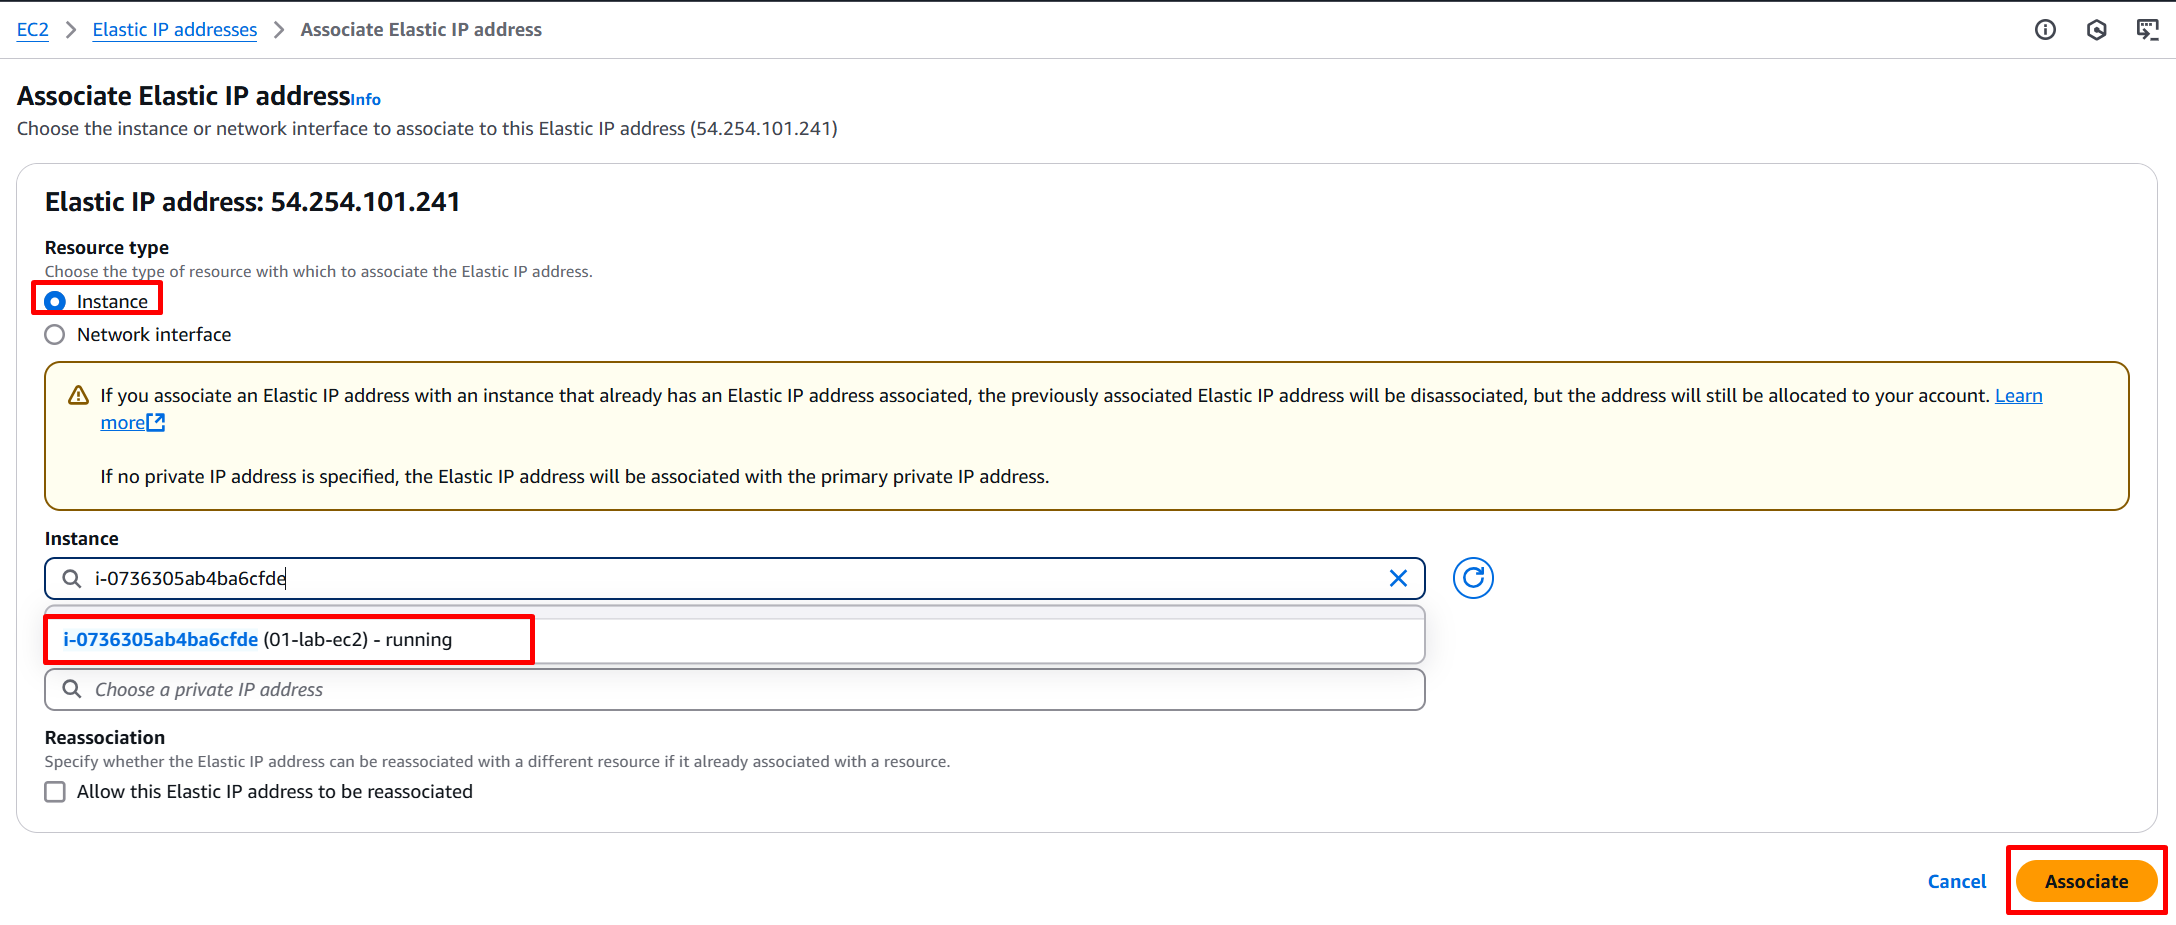 EC2 > Elastic IP addresses > Associate Elastic IP address
Associate Elastic IP address Info
Choose the instance or network interface to associate to this Elastic IP address (54.254.101.241)
Elastic IP address: 54.254.101.241
Resource type
Choose the type of resource with which to associate the Elastic IP address.
Instance
Network interface
If you associate an Elastic IP address with an instance that already has an Elastic IP address associated, the previously associated Elastic IP address will be disassociated, but the address will still be allocated to your account. Learn
more
If no private IP address is specified, the Elastic IP address will be associated with the primary private IP address.
Instance
i-0736305ab4ba6cfde
i-0736305ab4ba6cfde (01-lab-ec2) - running
Choose a private IP address
Reassociation
Specify whether the Elastic IP address can be reassociated with a different resource if it already associated with a resource.
Allow this Elastic IP address to be reassociated
Cancel
Associate